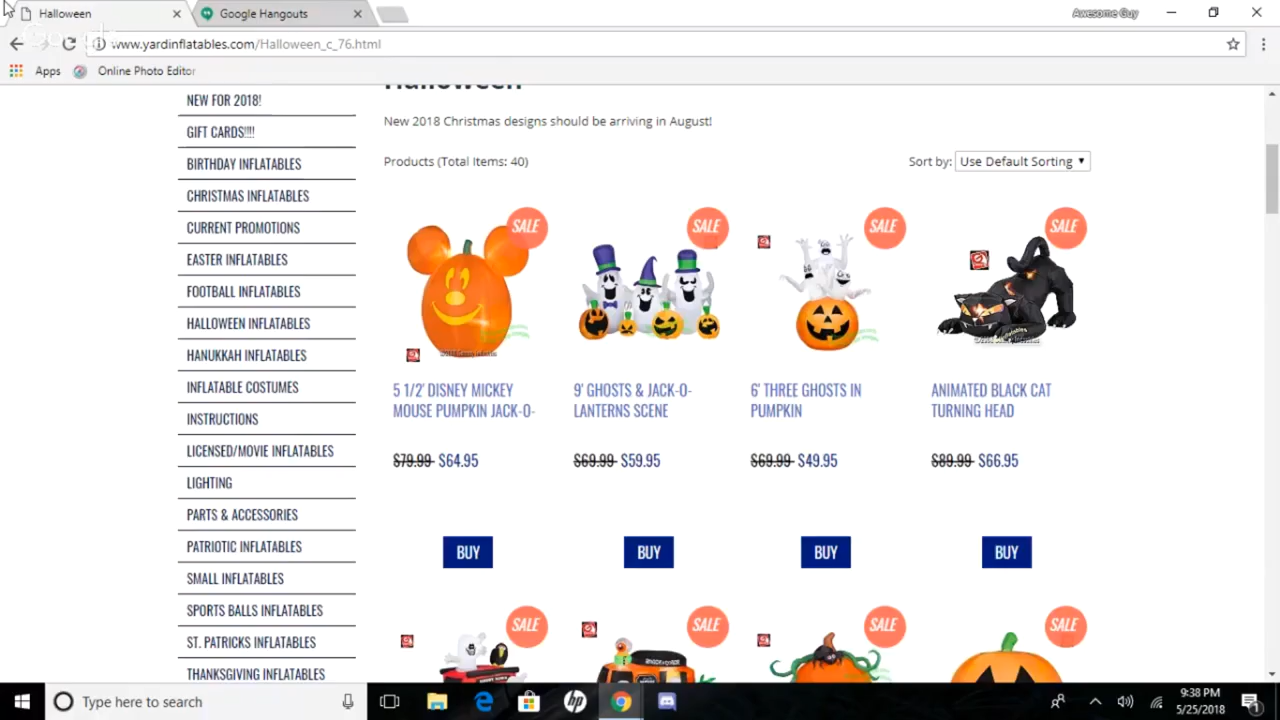 Halloween
Google Hangouts
Awesome Guy
www.yardinflatables.com/Halloween_c_76.html
Apps
Online Photo Editor
Halloween
NEW FOR 2018!
GIFT CARDS!!!!
BIRTHDAY INFLATABLES
CHRISTMAS INFLATABLES
CURRENT PROMOTIONS
EASTER INFLATABLES
FOOTBALL INFLATABLES
HALLOWEEN INFLATABLES
HANUKKAH INFLATABLES
INFLATABLE COSTUMES
INSTRUCTIONS
LICENSED/MOVIE INFLATABLES
LIGHTING
PARTS & ACCESSORIES
PATRIOTIC INFLATABLES
SMALL INFLATABLES
SPORTS BALLS INFLATABLES
ST. PATRICKS INFLATABLES
THANKSGIVING INFLATABLES
New 2018 Christmas designs should be arriving in August!
Products (Total Items: 40)
Sort by: Use Default Sorting
SALE
SALE
SALE
SALE
5 1/2' DISNEY MICKEY
MOUSE PUMPKIN JACK-O-
$79.99 $64.95
BUY
9' GHOSTS & JACK-O-
LANTERNS SCENE
$69.99 $59.95
BUY
6' THREE GHOSTS IN
PUMPKIN
$69.99 $49.95
BUY
ANIMATED BLACK CAT
TURNING HEAD
$89.99 $66.95
BUY
SALE
SALE
SALE
SALE
Type here to search
9:38 PM
5/25/2018